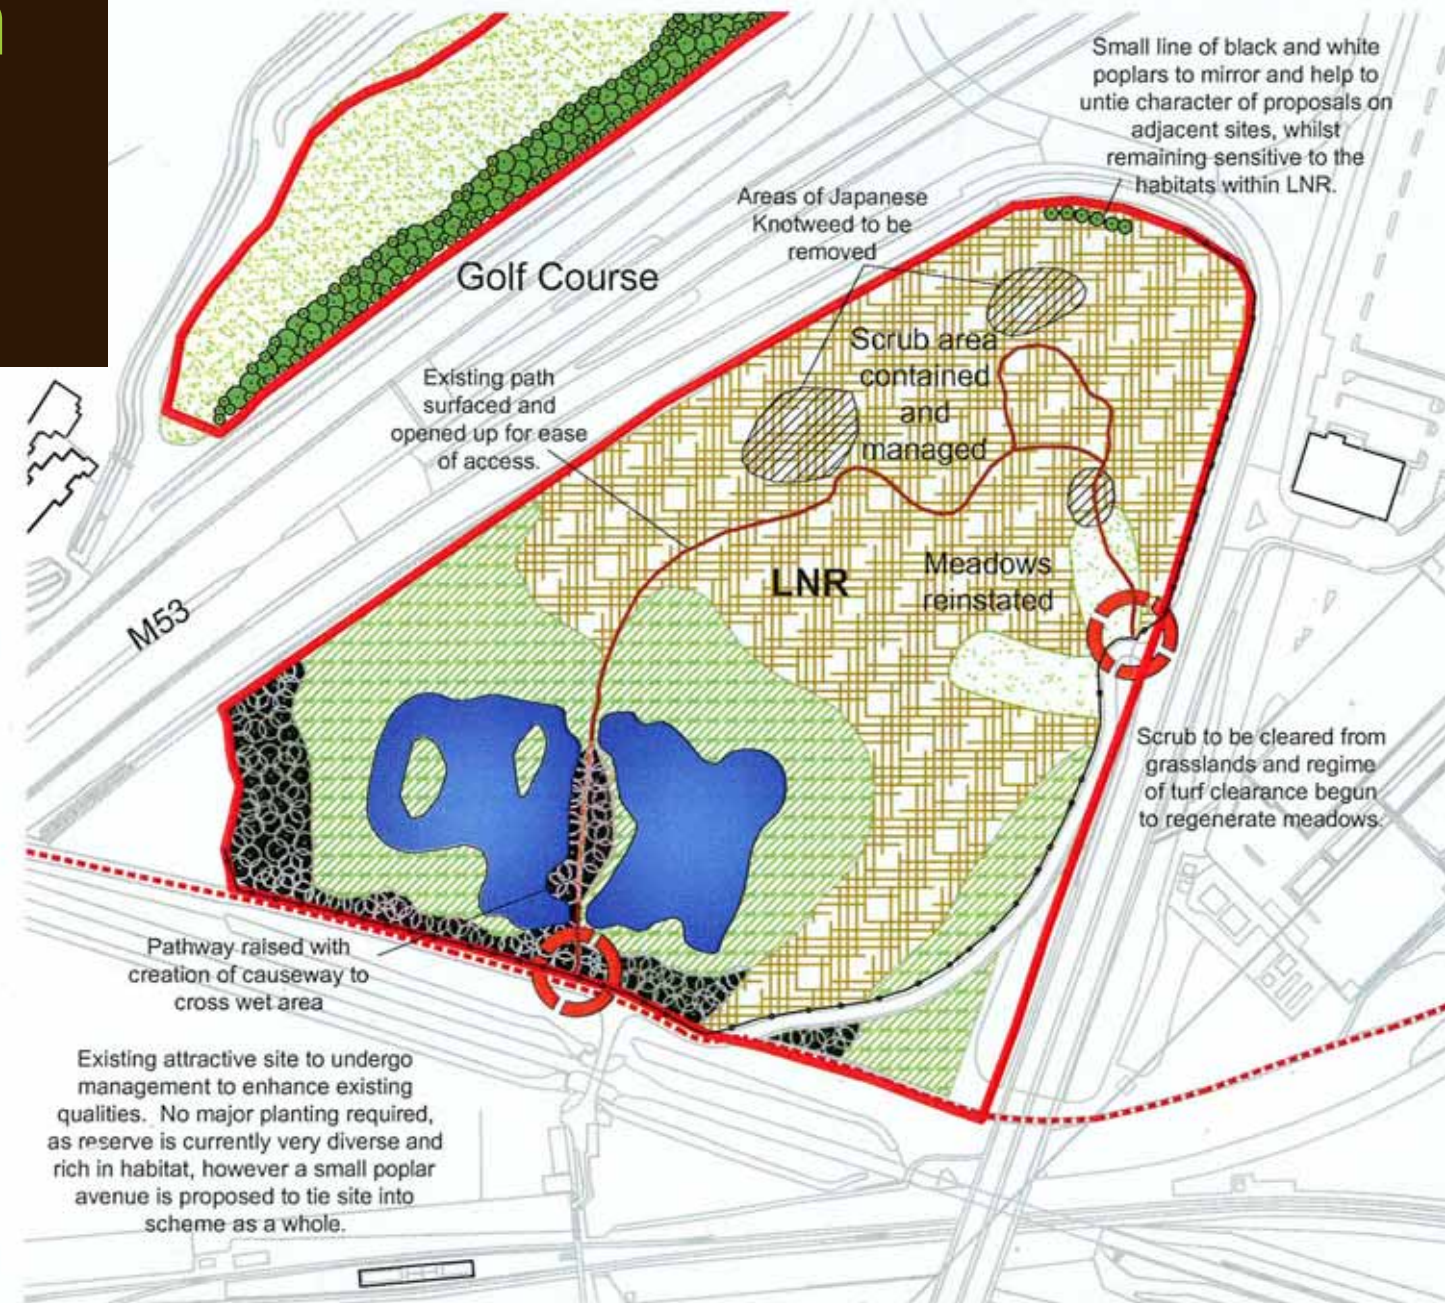 Small line of black and white
poplars to mirror and help to
untie character of proposals on
adjacent sites, whilst
remaining sensitive to the
habitats within LNR.
Areas of Japanese
Knotweed to be
removed
Golf Course
Scrub area
contained
and
managed
Existing path
surfaced and
opened up for ease
of access.
LNR
Meadows
reinstated
M53
Scrub to be cleared from
grasslands and regime
of turf clearance begun
to regenerate meadows.
Pathway raised with
creation of causeway to
cross wet area
Existing attractive site to undergo
management to enhance existing
qualities. No major planting required,
as reserve is currently very diverse and
rich in habitat, however a small poplar
avenue is proposed to tie site into
scheme as a whole.